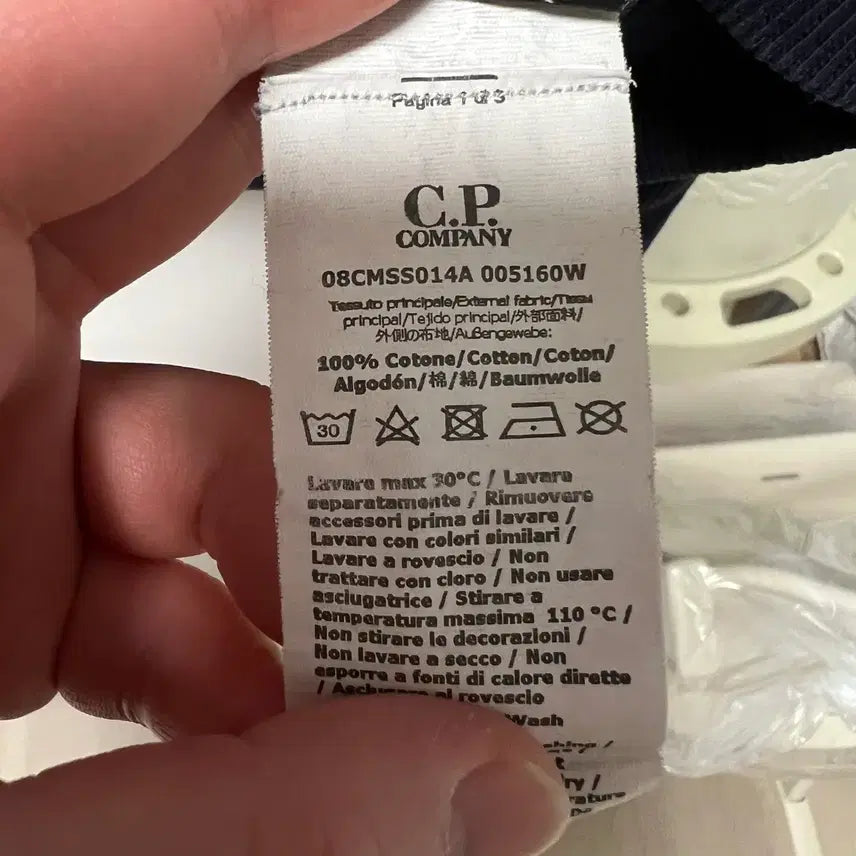 Pagina 1 di 3
C.P.
COMPANY
08CMSS014A 005160W
Tessuto principale/External fabric/Tissu
principal/Tejido principal/外部面料/
外側の布地/Außengewebe:
100% Cotone/Cotton/Coton/
Algodón/棉/綿/Baumwolle
30
Lavare max 30°C / Lavare
separatamente / Rimuovere
accessori prima di lavare /
Lavare con colori similari /
Lavare a rovescio / Non
trattare con cloro / Non usare
asciugatrice / Stirare a
temperatura massima 110 °C /
Non stirare le decorazioni /
Non lavare a secco / Non
esporre a fonti di calore dirette
/ al rovescio
Wash